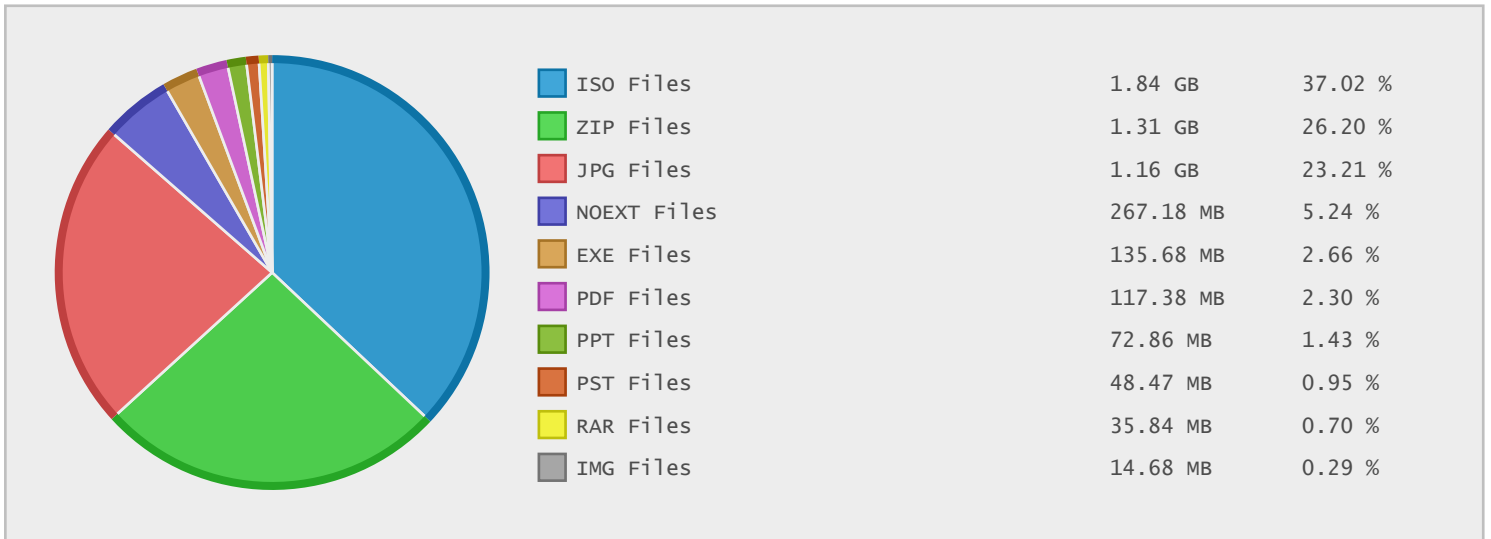 ISO Files 1.84 GB 37.02 %
ZIP Files 1.31 GB 26.20 %
JPG Files 1.16 GB 23.21 %
NOEXT Files 267.18 MB 5.24 %
EXE Files 135.68 MB 2.66 %
PDF Files 117.38 MB 2.30 %
PPT Files 72.86 MB 1.43 %
PST Files 48.47 MB 0.95 %
RAR Files 35.84 MB 0.70 %
IMG Files 14.68 MB 0.29 %